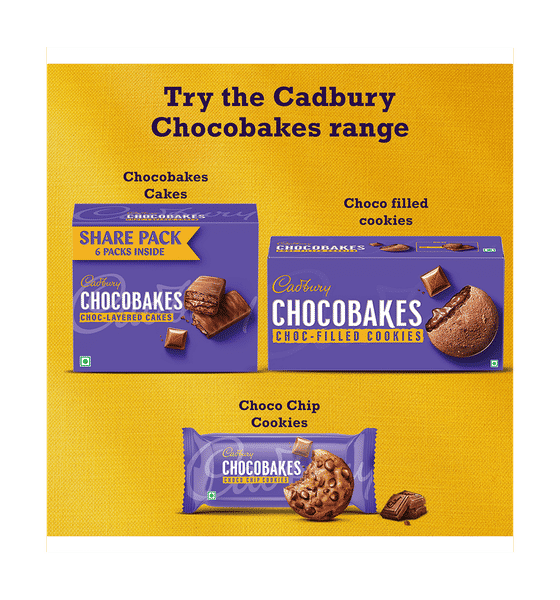 Try the Cadbury
Chocobakes range
Chocobakes
Cakes
Choco filled
cookies
CHOCOBAKES
SHARE PACK
6 PACKS INSIDE
Cadbury
CHOCOBAKES
CHOC-LAYERED CAKES
CHOCOBAKES
Cadbury
CHOCOBAKES
CHOC-FILLED COOKIES
Choco Chip
Cookies
Cadbury
CHOCOBAKES
CHOCO CHIP COOKIES